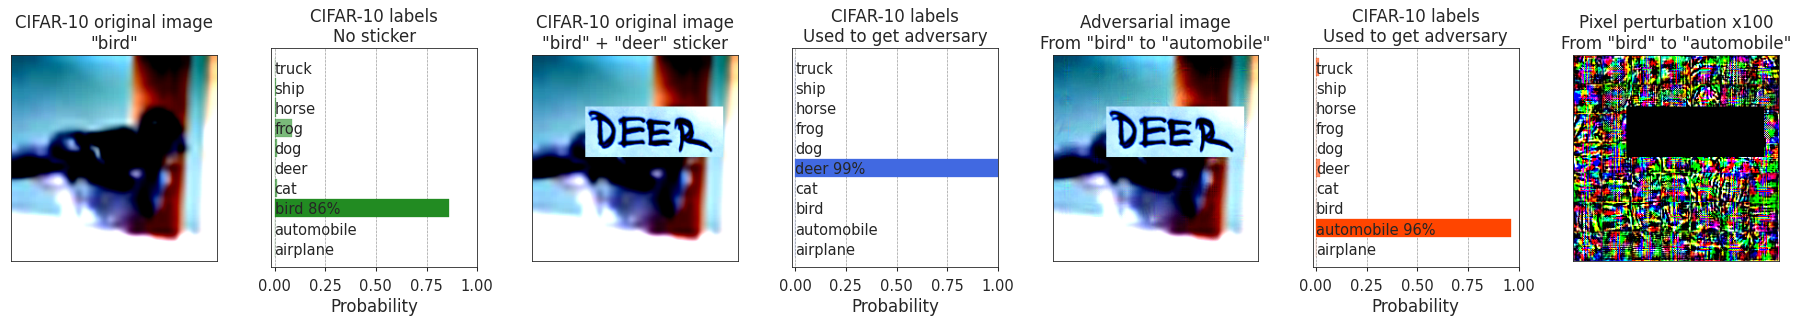 CIFAR-10 original image
"bird"
CIFAR-10 labels
No sticker
truck
ship
horse
frog
dog
deer
cat
bird 86%
automobile
airplane
0.00 0.25 0.50 0.75 1.00
Probability
CIFAR-10 original image
"bird" + "deer" sticker
DEER
CIFAR-10 labels
Used to get adversary
truck
ship
horse
frog
dog
deer 99%
cat
bird
automobile
airplane
0.00 0.25 0.50 0.75 1.00
Probability
Adversarial image
From "bird" to "automobile"
DEER
CIFAR-10 labels
Used to get adversary
truck
ship
horse
frog
dog
deer
cat
bird
automobile 96%
airplane
0.00 0.25 0.50 0.75 1.00
Probability
Pixel perturbation x100
From "bird" to "automobile"